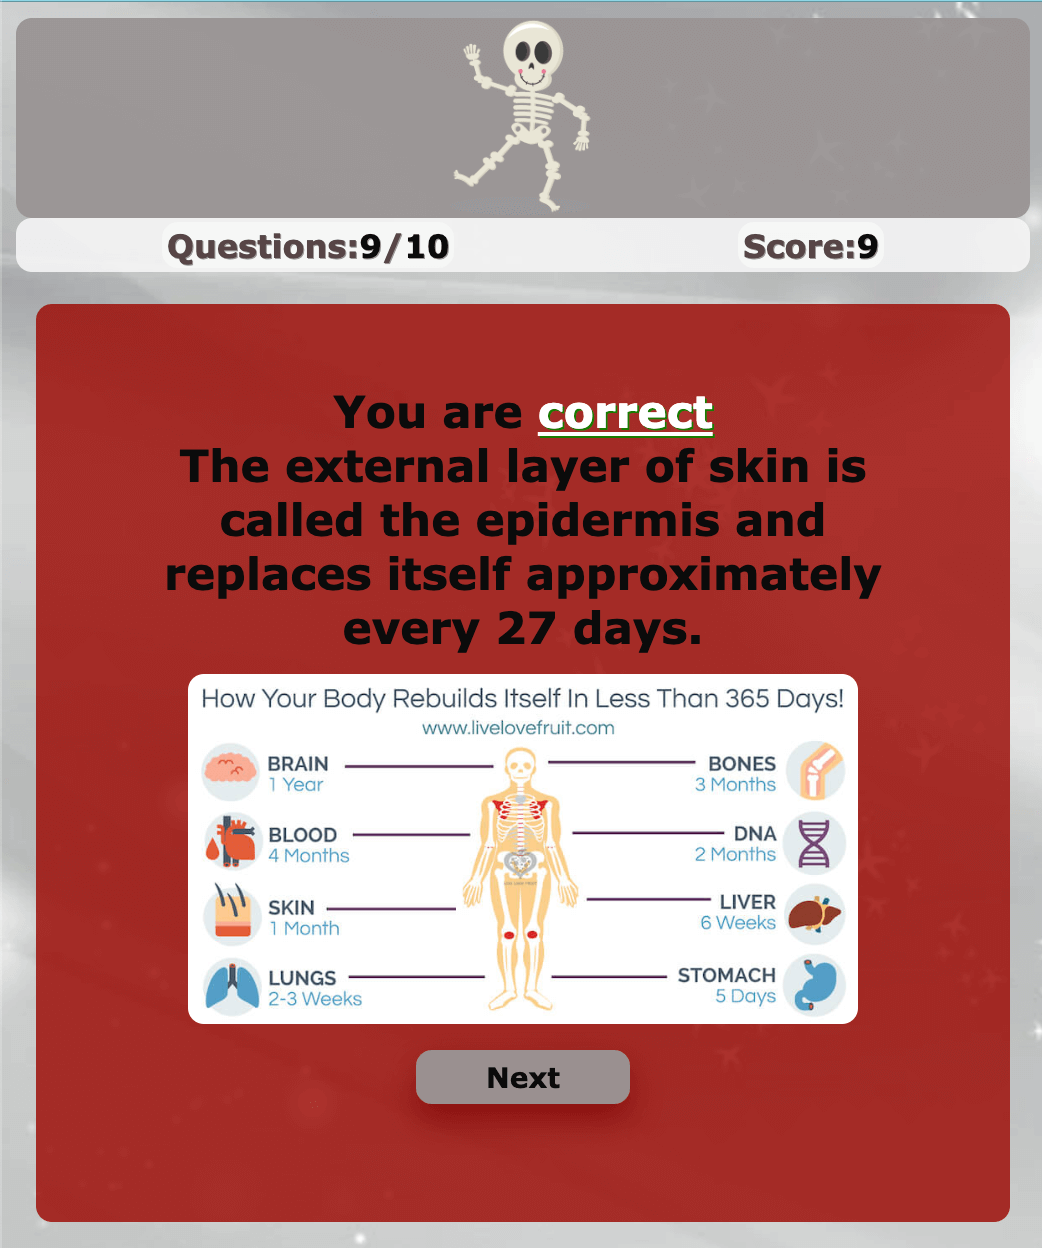 Questions:9/10
Score:9
You are correct
The external layer of skin is
called the epidermis and
replaces itself approximately
every 27 days.
How Your Body Rebuilds Itself In Less Than 365 Days!
www.livelovefruit.com
BRAIN
1 Year
BLOOD
4 Months
SKIN
1 Month
LUNGS
2-3 Weeks
BONES
3 Months
DNA
2 Months
LIVER
6 Weeks
STOMACH
5 Days
Next